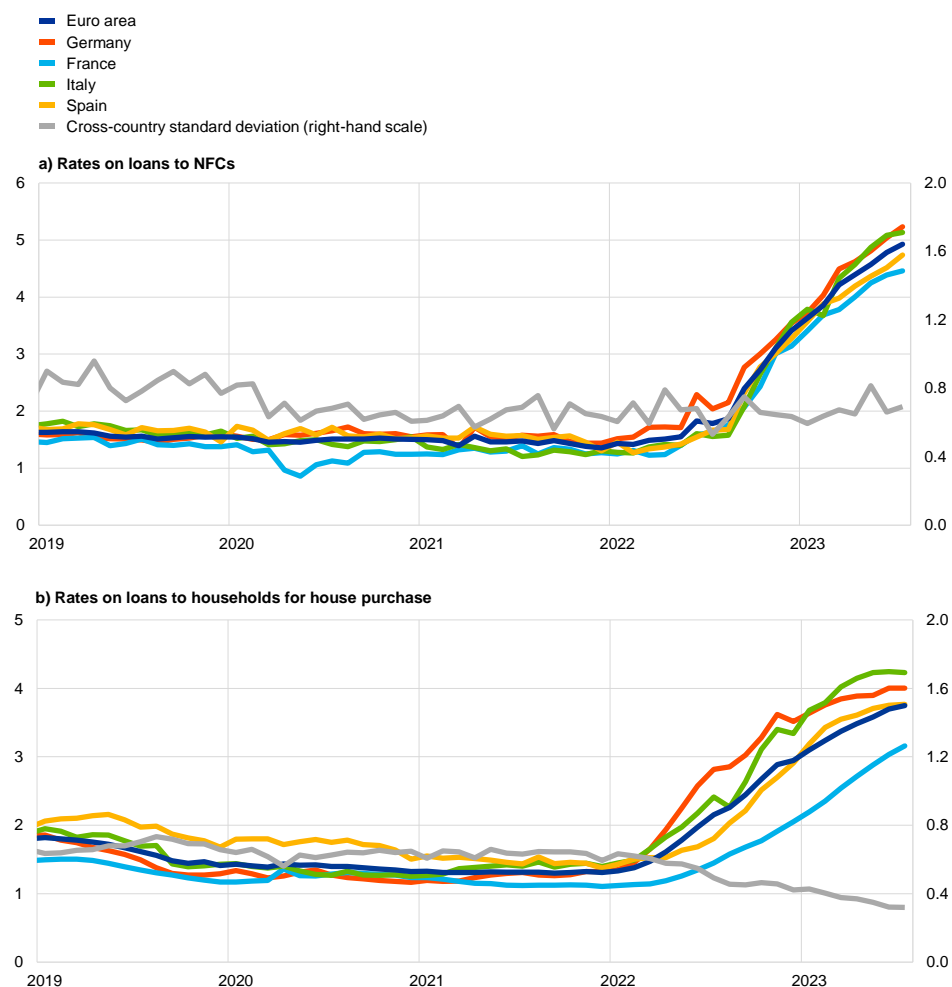 Euro area
Germany
France
Italy
Spain
Cross-country standard deviation (right-hand scale)
a) Rates on loans to NFCs
6 2.0
5 1.6
4 1.2
3
2 0.8
1 0.4
0 0.0
2019 2020 2021 2022 2023
b) Rates on loans to households for house purchase
5 2.0
4 1.6
3 1.2
2 0.8
1 0.4
0 0.0
2019 2020 2021 2022 2023